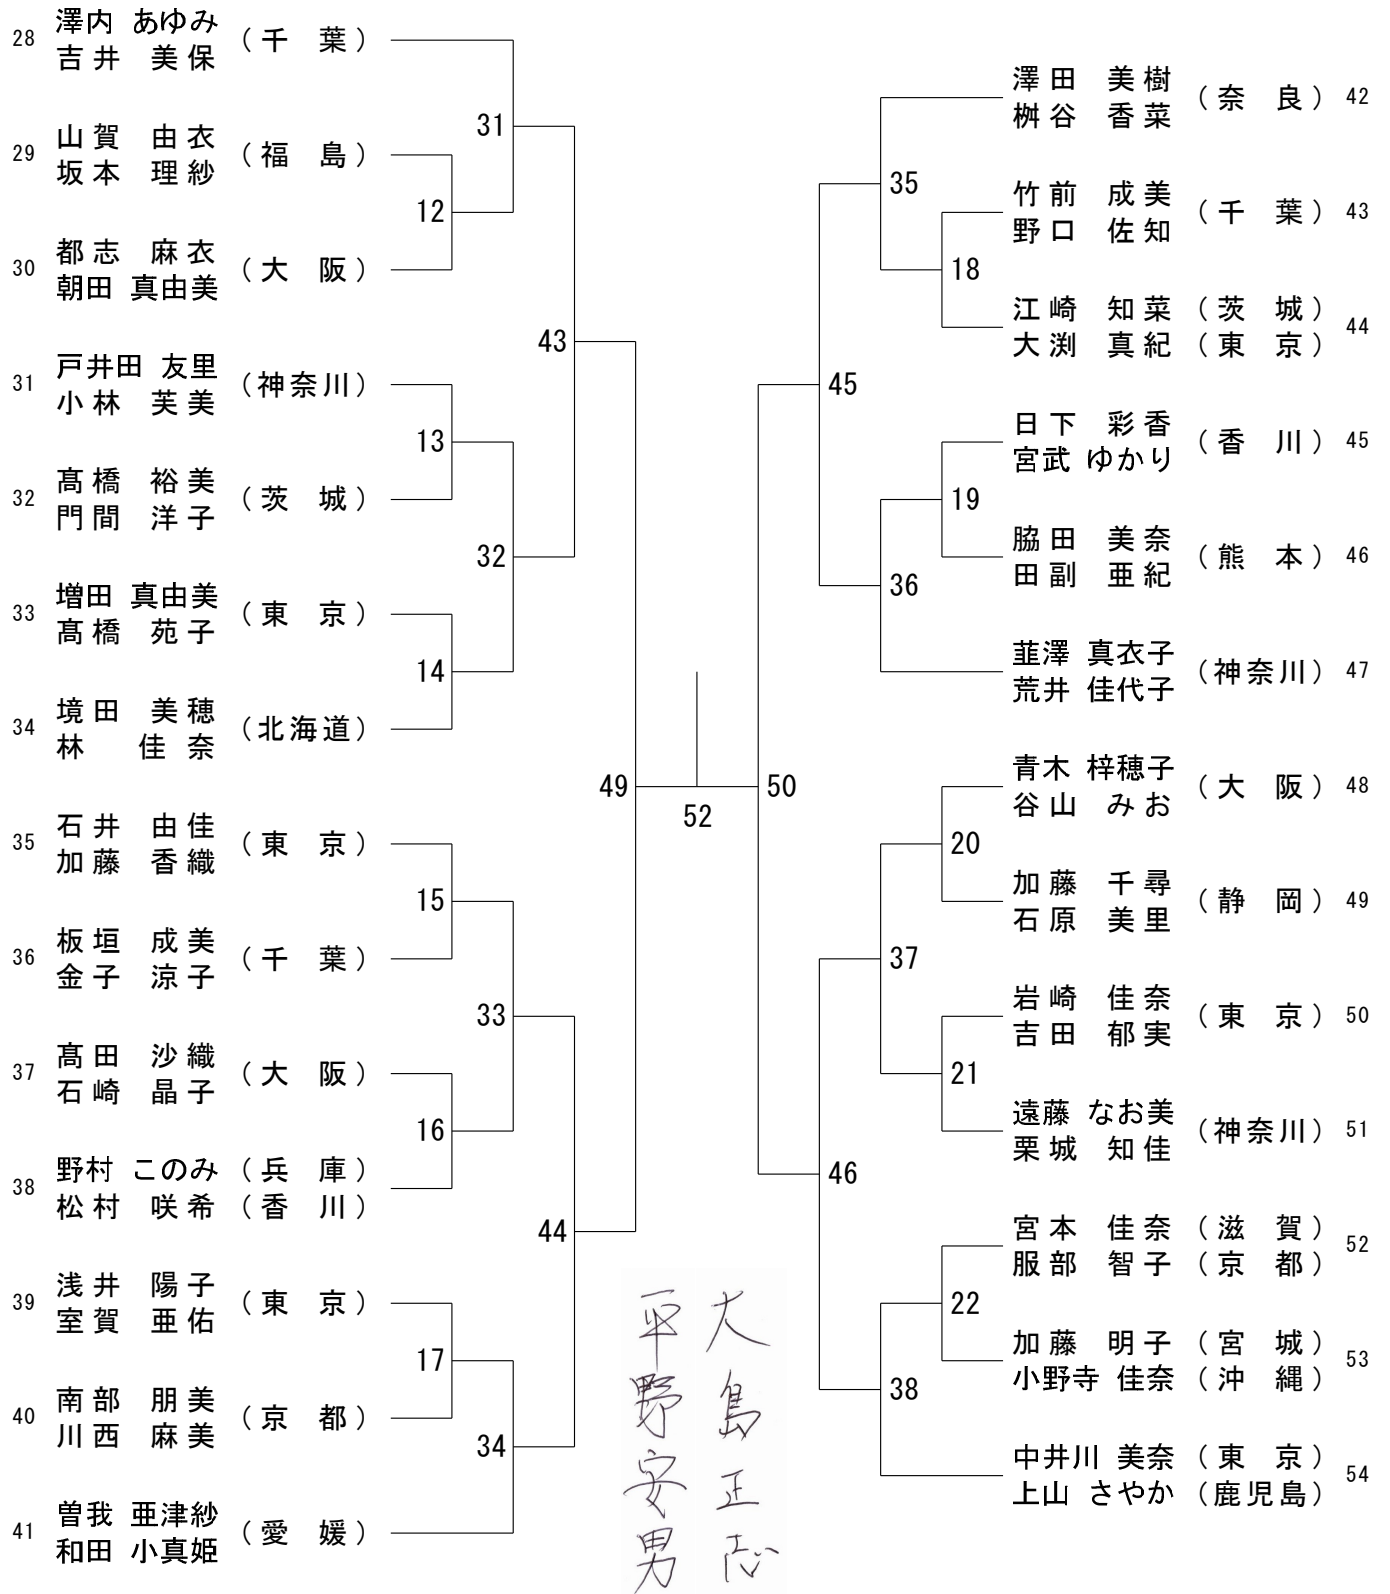 28 澤内 あゆみ (千 葉)
吉井 美保
29 山賀 由衣 (福 島)
坂本 理紗
30 都志 麻衣 (大 阪)
朝田 真由美
31 戸井田 友里 (神奈川)
小林 芙美
32 髙橋 裕美 (茨 城)
門間 洋子
33 増田 真由美 (東 京)
髙橋 苑子
34 境田 美穂 (北海道)
林 佳奈
35 石井 由佳 (東 京)
加藤 香織
36 板垣 成美 (千 葉)
金子 涼子
37 髙田 沙織 (大 阪)
石崎 晶子
38 野村 このみ (兵 庫)
松村 咲希 (香 川)
39 浅井 陽子 (東 京)
室賀 亜佑
40 南部 朋美 (京 都)
川西 麻美
41 曽我 亜津紗 (愛 媛)
和田 小真姫
31
12
43
13
32
14
49
15
33
16
44
17
34
52
50
35
18
45
19
36
20
37
21
46
22
38
澤田 美樹 (奈 良) 42
桝谷 香菜
竹前 成美 (千 葉) 43
野口 佐知
江崎 知菜 (茨 城) 44
大渕 真紀 (東 京)
日下 彩香 (香 川) 45
宮武 ゆかり
脇田 美奈 (熊 本) 46
田副 亜紀
韮澤 真衣子 (神奈川) 47
荒井 佳代子
青木 梓穂子 (大 阪) 48
谷山 みお
加藤 千尋 (静 岡) 49
石原 美里
岩崎 佳奈 (東 京) 50
吉田 郁実
遠藤 なお美 (神奈川) 51
栗城 知佳
宮本 佳奈 (滋 賀) 52
服部 智子 (京 都)
加藤 明子 (宮 城) 53
小野寺 佳奈 (沖 縄)
中井川 美奈 (東 京) 54
上山 さやか (鹿児島)
大島正
平野安男